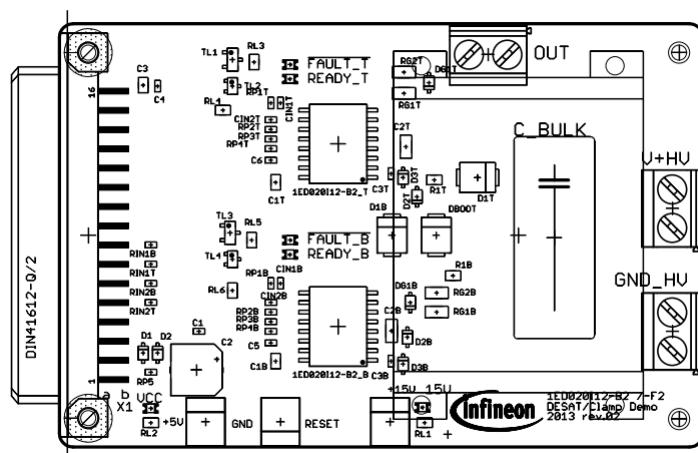 OUT
TL1
RL3
FAULT_T
READY_T
RG2T
DG1T
C3
C4
TL2
RP1T
16
RL4
CIN1T
RG1T
CIN2T
RP2T
RP3T
RP4T
C2T
C_BULK
V+HV
C6
C1T
C3T
D3T
R1T
1ED020I12-B2_T
D2T
D1T
D1B
DBOOT
TL3
RL5
FAULT_B
READY_B
RIN1B
TL4
RP1B
CIN1B
RIN1T
R1B
GND_HV
RIN2B
RL6
CIN2B
DG1B
RG2B
RIN2T
RP2B
RP3B
RP4B
C2B
RG1B
DIN41612-Q/2
D1
D2
C1
C2
C5
D2B
C1B
1ED020I12-B2_B
C3B
D3B
RP5
1
a b
X1
VCC
+15V
15V
RL2
+5V
GND
RESET
RL1
Infineon
1ED020I12-B2 /-F2
DESAT/Clamp Demo
2013 rev.02